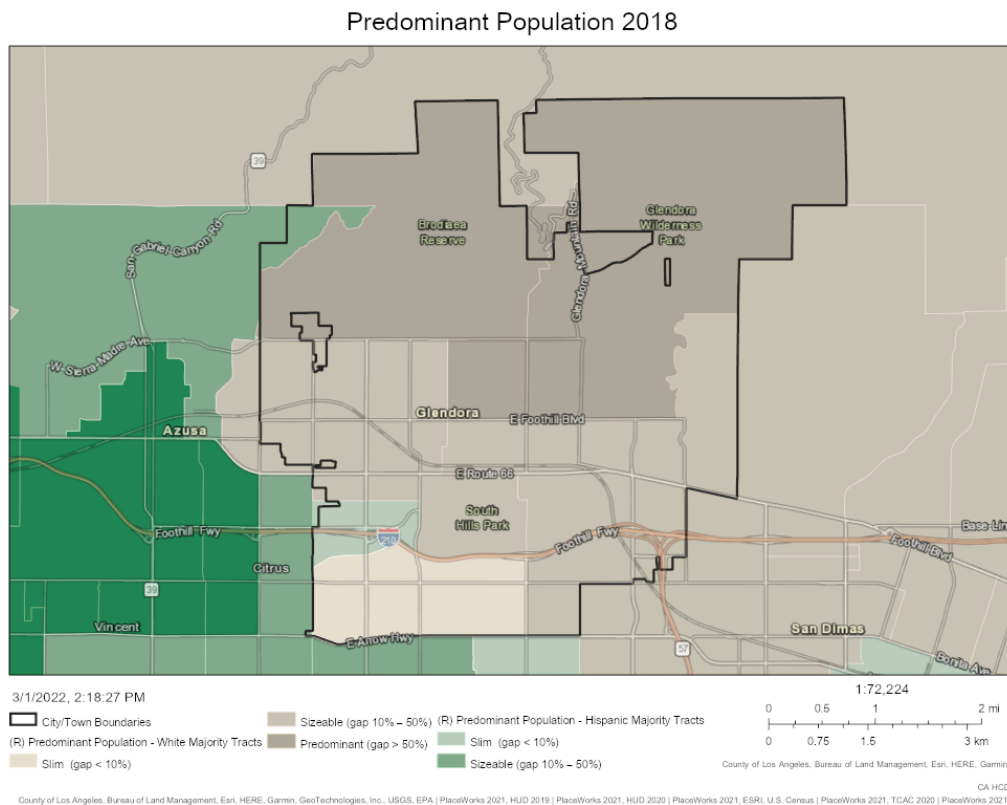 Predominant Population 2018
39
San Gabriel Canyon Rd
Brodiaea
Reserve
Glendora Mountain Rd
Glendora
Wilderness
Park
W Sierra Madre Ave
Azusa
Glendora
E Foothill Blvd
E Route 66
South
Hills Park
Foothill Fwy
210
Foothill Fwy
Base Lin
Foothill Blvd
Citrus
39
Vincent
E Arrow Hwy
57
San Dimas
Bonita Ave
3/1/2022, 2:18:27 PM
City/Town Boundaries
(R) Predominant Population - White Majority Tracts
Slim (gap < 10%)
Sizeable (gap 10% – 50%)
Predominant (gap > 50%)
(R) Predominant Population - Hispanic Majority Tracts
Slim (gap < 10%)
Sizeable (gap 10% – 50%)
1:72,224
0 0.5 1 2 mi
0 0.75 1.5 3 km
County of Los Angeles, Bureau of Land Management, Esri, HERE, Garmin
CA HCD
County of Los Angeles, Bureau of Land Management, Esri, HERE, Garmin, GeoTechnologies, Inc., USGS, EPA | PlaceWorks 2021, HUD 2019 | PlaceWorks 2021, HUD 2020 | PlaceWorks 2021, ESRI, U.S. Census | PlaceWorks 2021, TCAC 2020 | PlaceWorks 2021